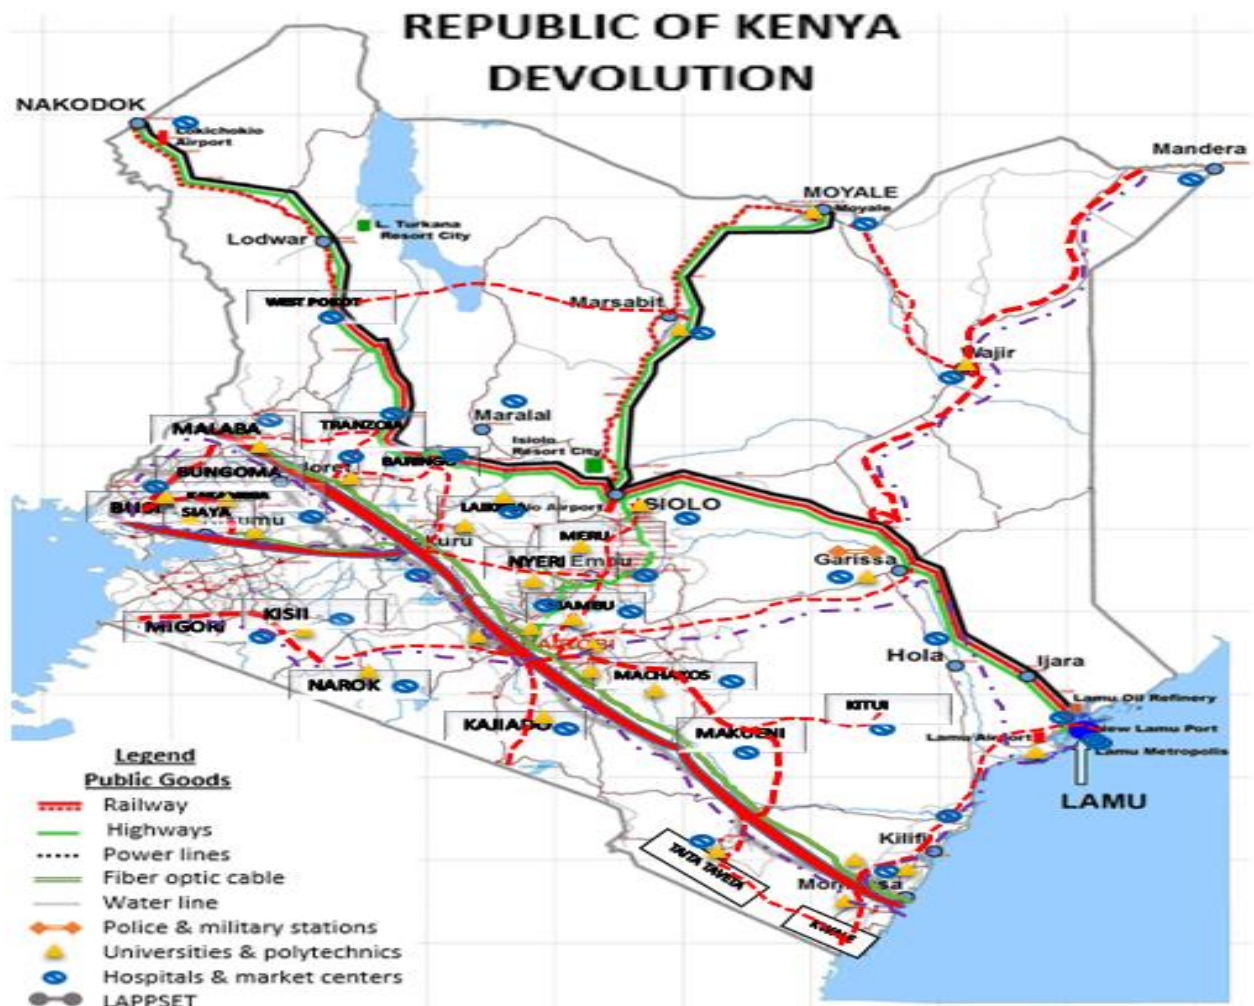 REPUBLIC OF KENYA
DEVOLUTION
NAKODOK
Lokichokio
Airport
Mandera
MOYALE
Moyale
L. Turkana
Resort City
Lodwar
WEST POKOT
Marsabit
Wajir
Maralal
MALABA
TRANZOIA
Isiolo
Resort City
BARINGO
BUNGOMA
SIAYA
Airport
SIOLO
MERU
NYERI
Embu
Garissa
KISII
MIGORI
Hola
Ijara
NAROK
MACHAKOS
Lamu Oil Refinery
KITUI
KAJIADO
MAKUENI
Lamu Airport
New Lamu Port
Lamu Metropolis
LAMU
Kilifi
TAITA TAVETA
KWALE
Legend
Public Goods
Railway
Highways
Power lines
Fiber optic cable
Water line
Police & military stations
Universities & polytechnics
Hospitals & market centers
LAPPSET